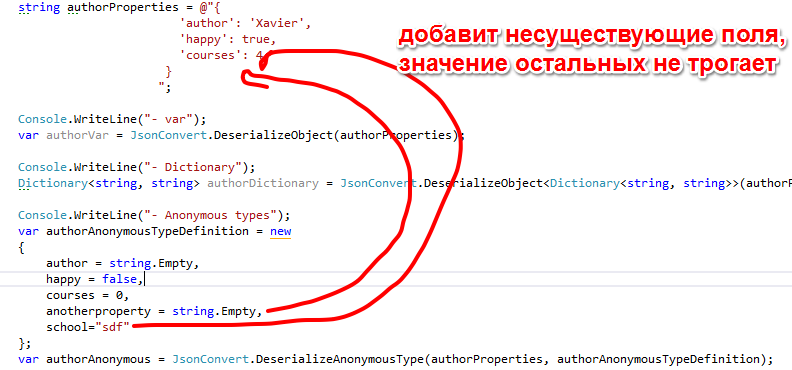 string authorProperties = @"{
'author': 'Xavier',
'happy': true,
'courses': 4
}
";
добавит несуществующие поля,
значение остальных не трогает
Console.WriteLine("- var");
var authorVar = JsonConvert.DeserializeObject(authorProperties);
Console.WriteLine("- Dictionary");
Dictionary<string, string> authorDictionary = JsonConvert.DeserializeObject<Dictionary<string, string>>(authorP
Console.WriteLine("- Anonymous types");
var authorAnonymousTypeDefinition = new
{
author = string.Empty,
happy = false,
courses = 0,
anotherproperty = string.Empty,
school="sdf"
};
var authorAnonymous = JsonConvert.DeserializeAnonymousType(authorProperties, authorAnonymousTypeDefinition);